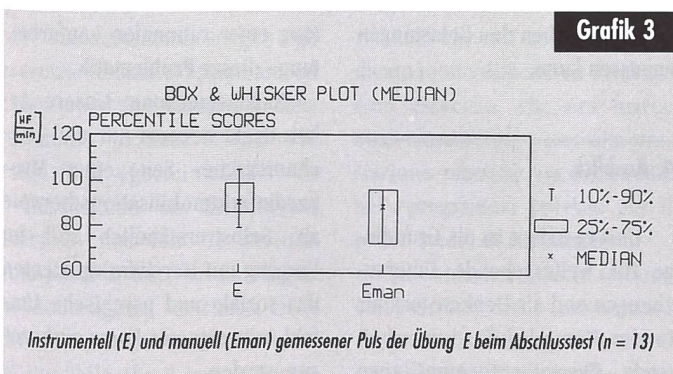 Grafik 3
BOX & WHISKER PLOT (MEDIAN)
[HF/min] PERCENTILE SCORES
120
100
80
60
E
Eman
10%-90%
25%-75%
× MEDIAN
Instrumentell (E) und manuell (Eman) gemessener Puls der Übung E beim Abschlusstest (n = 13)